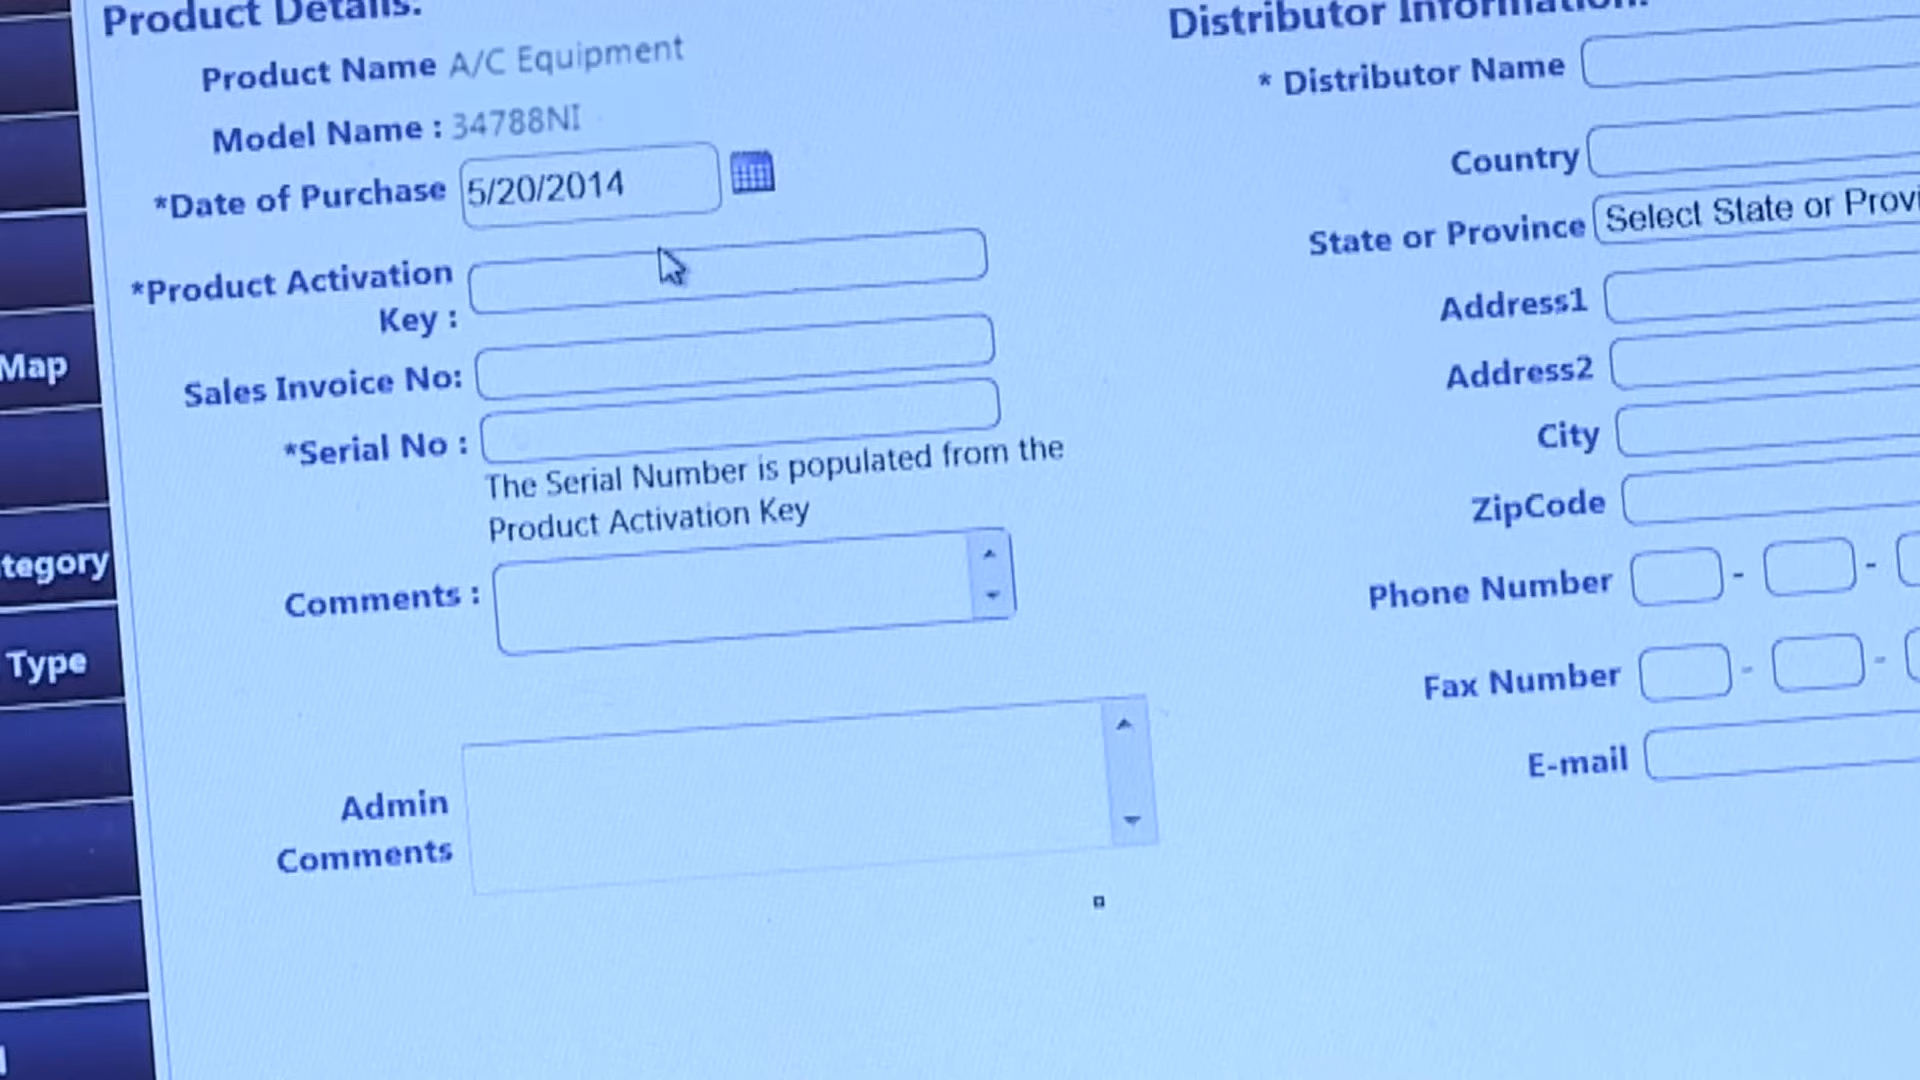 Product Details:
Product Name A/C Equipment
Model Name : 34788NI
*Date of Purchase 5/20/2014
*Product Activation
Key :
Sales Invoice No:
*Serial No :
The Serial Number is populated from the
Product Activation Key
Comments :
Admin
Comments
Distributor Information:
* Distributor Name
Country
State or Province Select State or Provi
Address1
Address2
City
ZipCode
Phone Number - -
Fax Number - -
E-mail
Map
tegory
Type